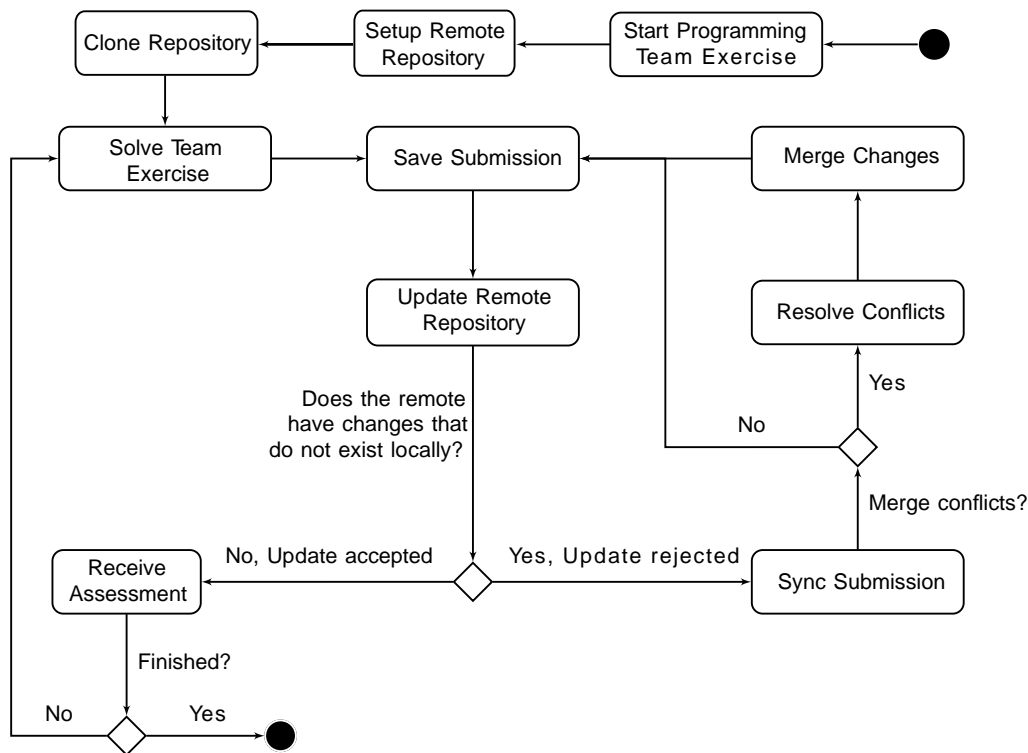 Clone Repository
Setup Remote
Repository
Start Programming
Team Exercise
Solve Team
Exercise
Save Submission
Merge Changes
Update Remote
Repository
Resolve Conflicts
Does the remote
have changes that
do not exist locally?
Yes
No
Merge conflicts?
No, Update accepted
Yes, Update rejected
Receive
Assessment
Sync Submission
Finished?
No
Yes